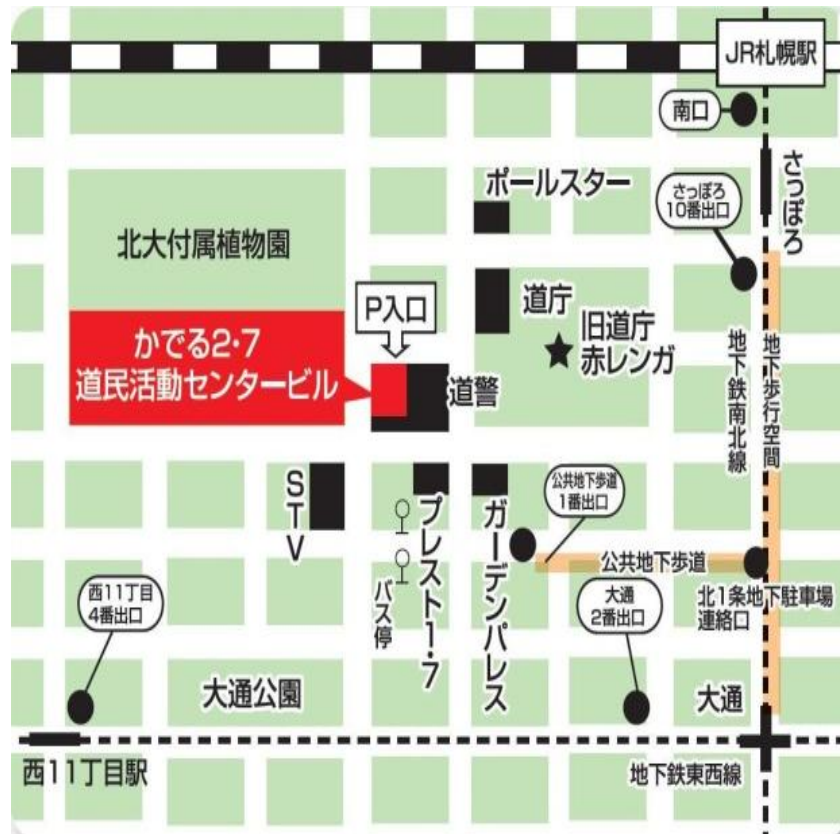 JR札幌駅
南口
さっぽろ
ポールスター
さっぽろ
10番出口
北大付属植物園
P入口
道庁
旧道庁
赤レンガ
かでる2・7
道民活動センタービル
道警
地下鉄南北線
地下歩行空間
STV
プレスト1・7
ガーデンパレス
公共地下歩道
1番出口
公共地下歩道
バス停
西11丁目
4番出口
大通
2番出口
北1条地下駐車場
連絡口
大通公園
大通
西11丁目駅
地下鉄東西線